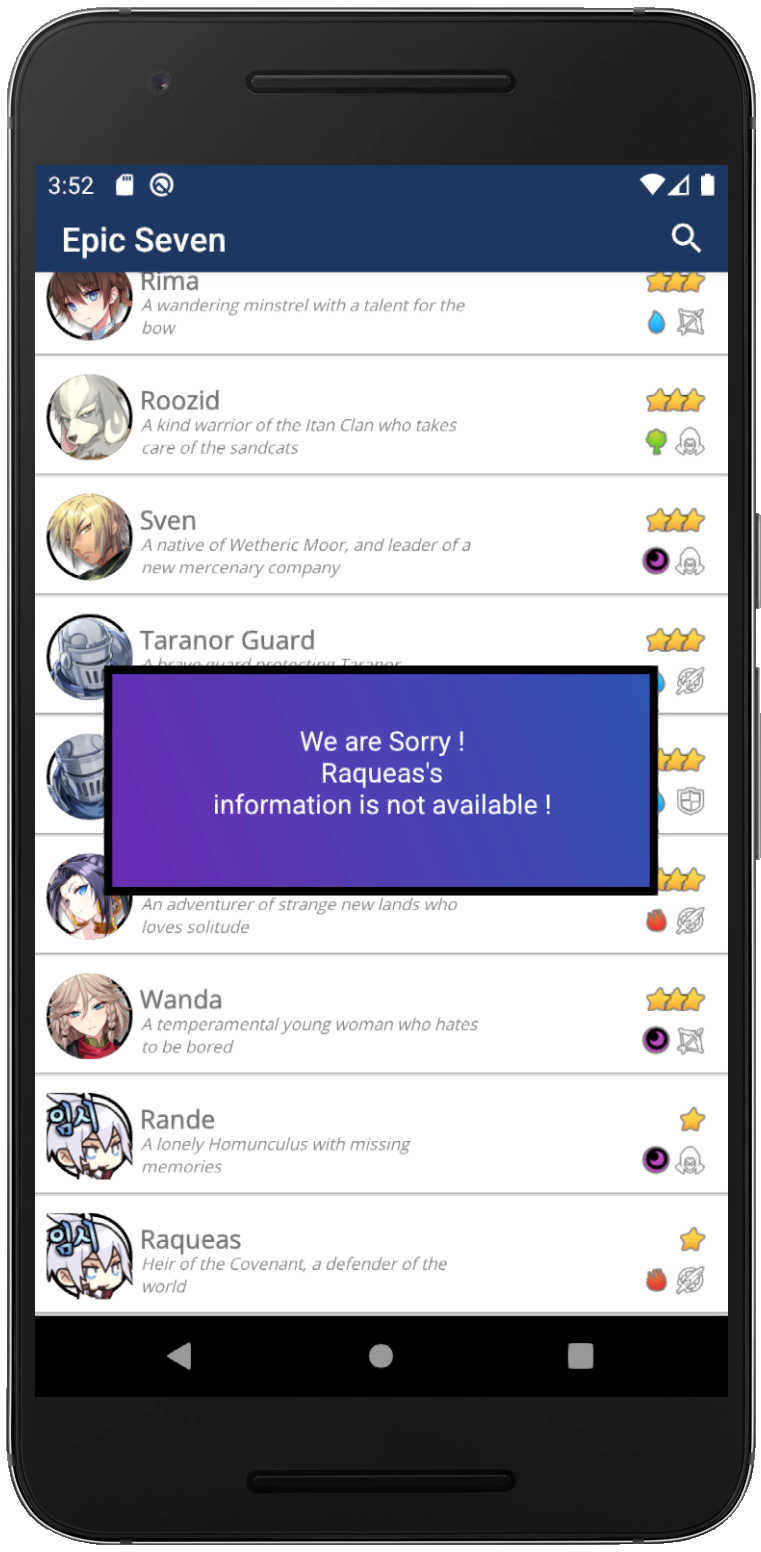 3:52
Epic Seven
Rima
A wandering minstrel with a talent for the
bow
Roozid
A kind warrior of the Itan Clan who takes
care of the sandcats
Sven
A native of Wetheric Moor, and leader of a
new mercenary company
Taranor Guard
A brave guard protecting Taranor
We are Sorry !
Raqueas's
information is not available !
An adventurer of strange new lands who
loves solitude
Wanda
A temperamental young woman who hates
to be bored
임시
Rande
A lonely Homunculus with missing
memories
임시
Raqueas
Heir of the Covenant, a defender of the
world